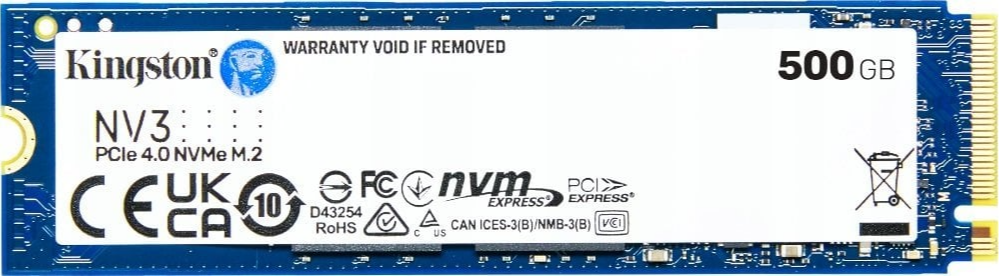 Kingston®
WARRANTY VOID IF REMOVED
500 GB
NV3
PCIe 4.0 NVMe M.2
CE UK CA 10
D43254
RoHS
FC
nvm
EXPRESS®
PCI
EXPRESS®
C US
CAN ICES-3(B)/NMB-3(B)
VCI
M